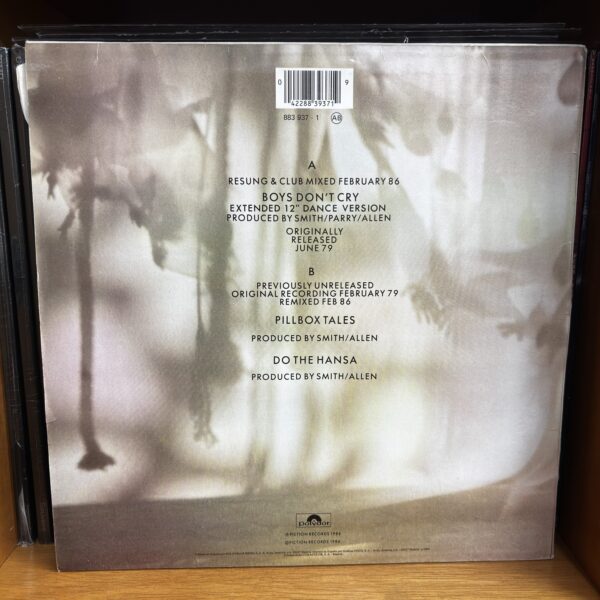 0 9
42288 39371
883 937 - 1 AB
A
RESUNG & CLUB MIXED FEBRUARY 86
BOYS DON'T CRY
EXTENDED 12" DANCE VERSION
PRODUCED BY SMITH/PARRY/ALLEN
ORIGINALLY
RELEASED
JUNE 79
B
PREVIOUSLY UNRELEASED
ORIGINAL RECORDING FEBRUARY 79
REMIXED FEB 86
PILLBOX TALES
PRODUCED BY SMITH/ALLEN
DO THE HANSA
PRODUCED BY SMITH/ALLEN
polydor
℗ FICTION RECORDS 1986
© FICTION RECORDS 1986